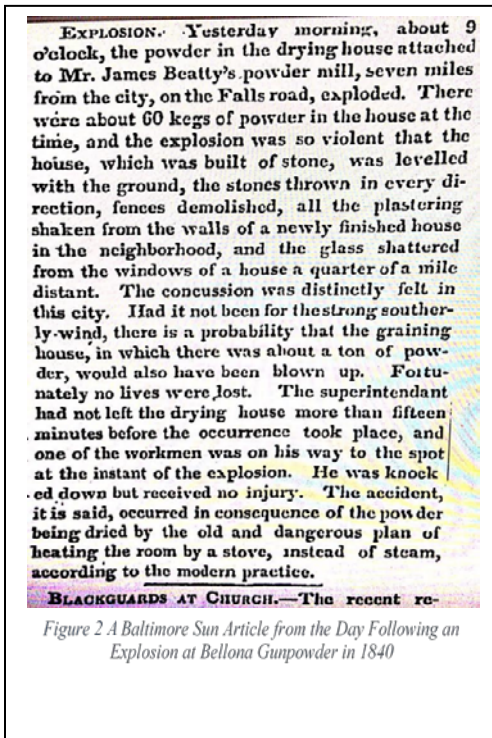 EXPLOSION. Yesterday morning, about 9
o'clock, the powder in the drying house attached
to Mr. James Beatty's powder mill, seven miles
from the city, on the Falls road, exploded. There
were about 60 kegs of powder in the house at the
time, and the explosion was so violent that the
house, which was built of stone, was levelled
with the ground, the stones thrown in every di-
rection, fences demolished, all the plastering
shaken from the walls of a newly finished house
in the neighborhood, and the glass shattered
from the windows of a house a quarter of a mile
distant. The concussion was distinctly felt in
this city. Had it not been for the strong souther-
ly-wind, there is a probability that the graining
house, in which there was about a ton of pow-
der, would also have been blown up. Fortu-
nately no lives were lost. The superintendant
had not left the drying house more than fifteen
minutes before the occurrence took place, and
one of the workmen was on his way to the spot
at the instant of the explosion. He was knock
ed down but received no injury. The accident,
it is said, occurred in consequence of the powder
being dried by the old and dangerous plan of
heating the room by a stove, instead of steam,
according to the modern practice.
BLACKGUARDS AT CHURCH.—The recent re-
Figure 2 A Baltimore Sun Article from the Day Following an
Explosion at Bellona Gunpowder in 1840